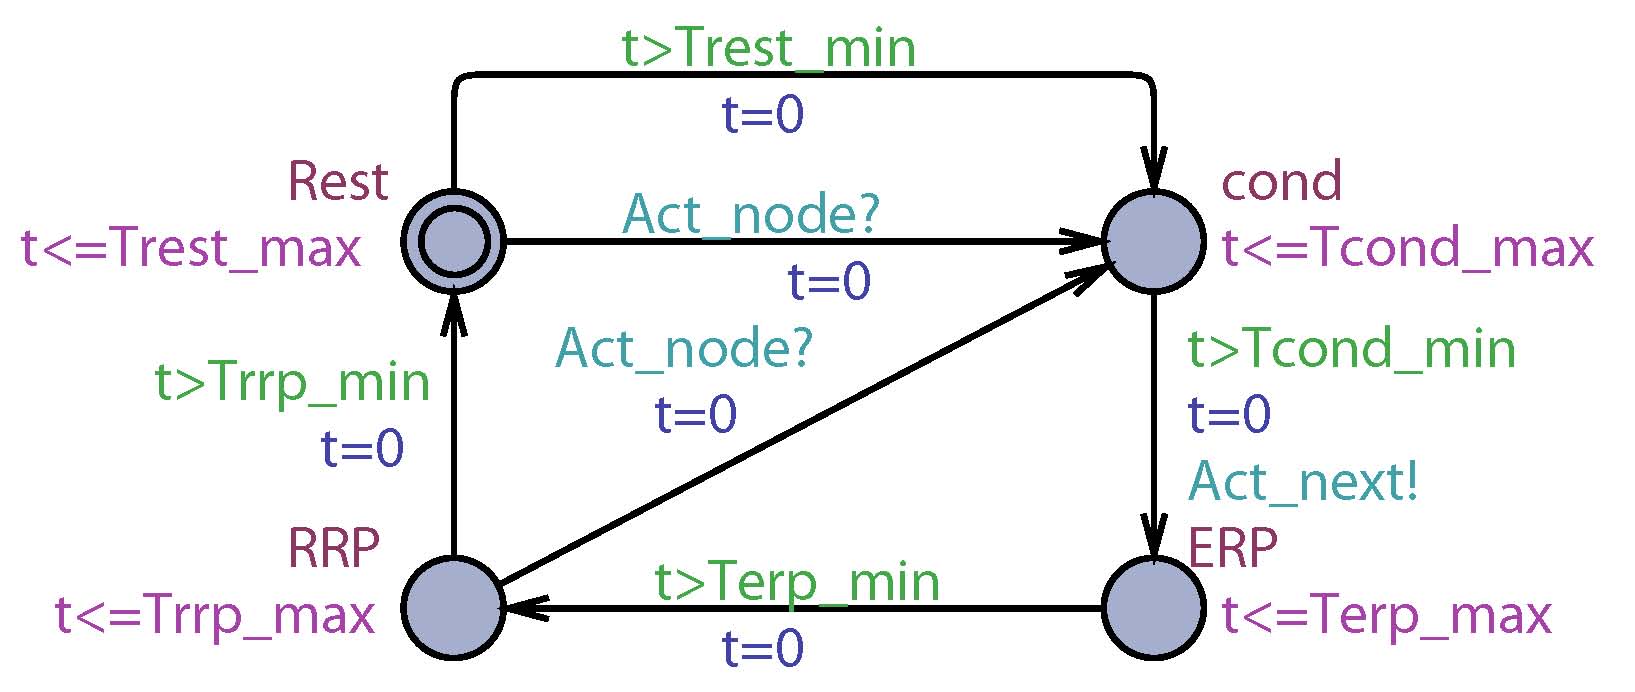 t>Trest_min
t=0
Rest
cond
t<=Trest_max
Act_node?
t<=Tcond_max
t=0
Act_node?
t>Tcond_min
t>Trrp_min
t=0
t=0
t=0
Act_next!
RRP
ERP
t>Terp_min
t<=Trrp_max
t<=Terp_max
t=0